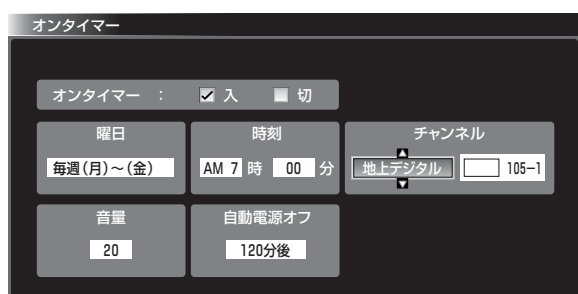 オンタイマー
オンタイマー : 入 切
曜日 時刻 チャンネル
毎週(月)~(金) AM 7 時 00 分 地上デジタル 105-1
音量 自動電源オフ
20 120分後